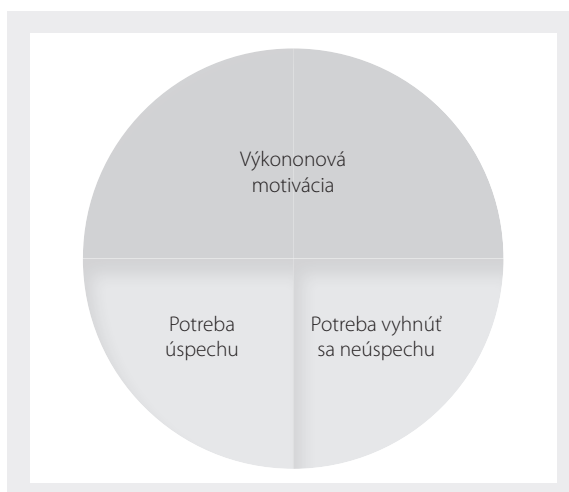 Výkononová
motivácia
Potreba
úspechu
Potreba vyhnúť
sa neúspechu